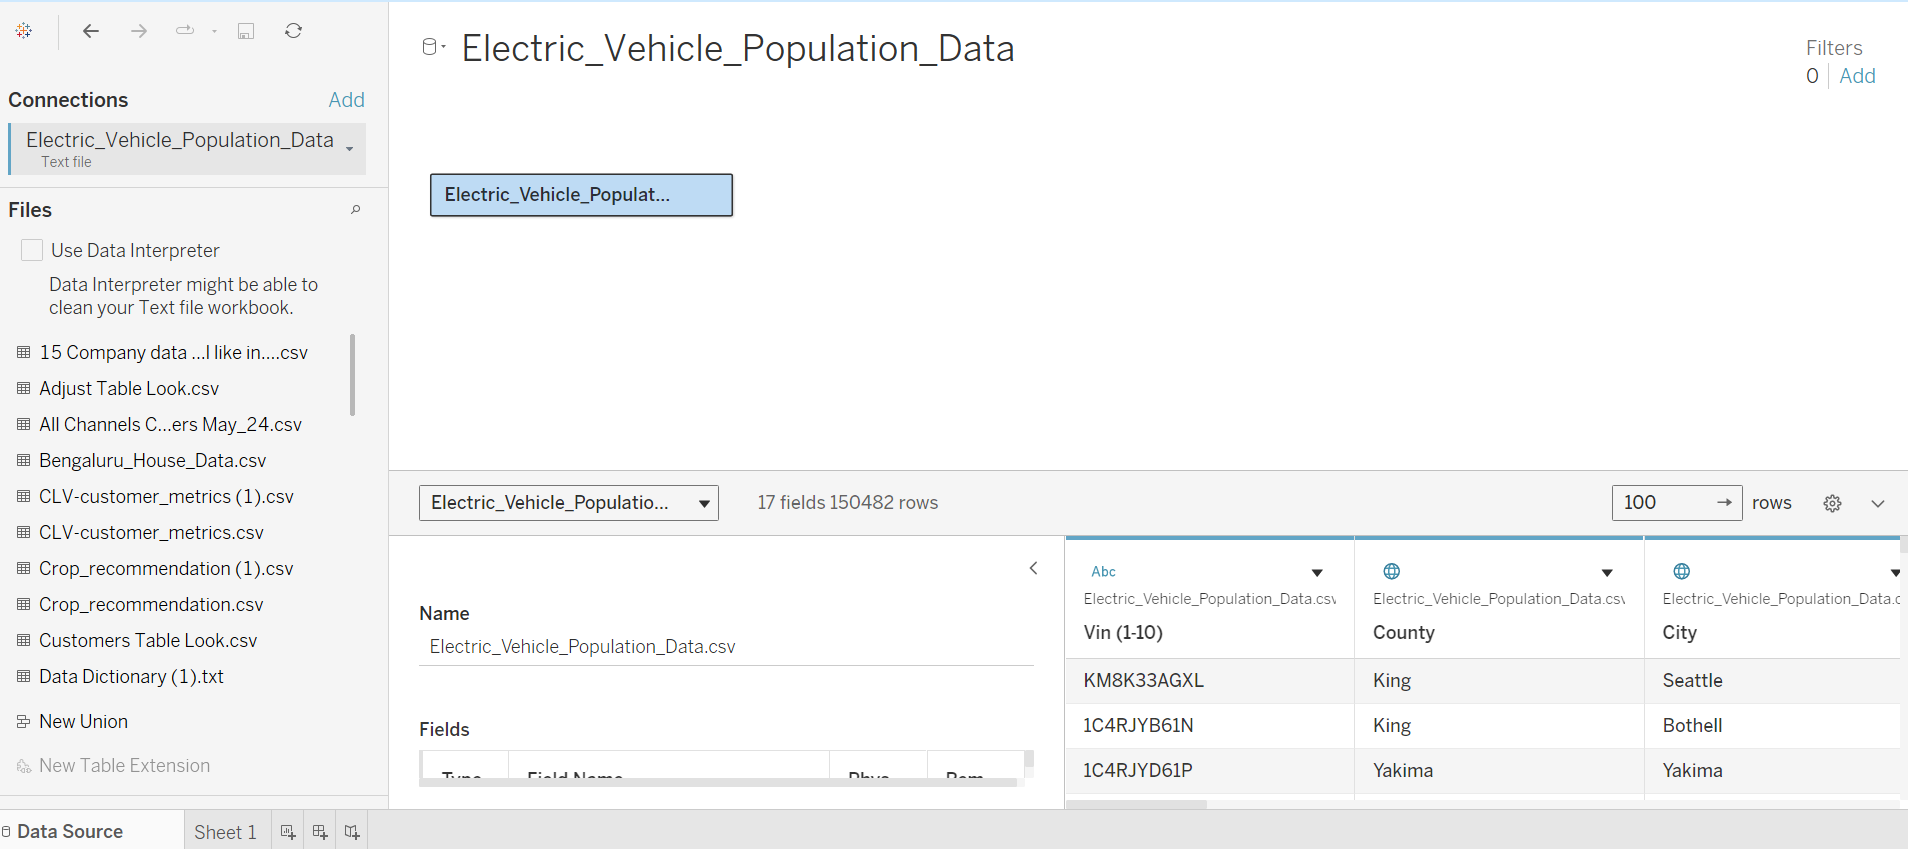 Electric_Vehicle_Population_Data
Filters
0 Add
Connections Add
Electric_Vehicle_Population_Data
Text file
Electric_Vehicle_Populat...
Files
Use Data Interpreter
Data Interpreter might be able to
clean your Text file workbook.
15 Company data ...I like in....csv
Adjust Table Look.csv
All Channels C...ers May_24.csv
Bengaluru_House_Data.csv
CLV-customer_metrics (1).csv
CLV-customer_metrics.csv
Crop_recommendation (1).csv
Crop_recommendation.csv
Customers Table Look.csv
Data Dictionary (1).txt
New Union
New Table Extension
Electric_Vehicle_Populatio... 17 fields 150482 rows 100 rows
Name
Electric_Vehicle_Population_Data.csv
Fields
Type Field Name Phys Rem
Abc
Electric_Vehicle_Population_Data.csv Electric_Vehicle_Population_Data.csv Electric_Vehicle_Population_Data.c
Vin (1-10) County City
KM8K33AGXL King Seattle
1C4RJYB61N King Bothell
1C4RJYD61P Yakima Yakima
Data Source Sheet 1